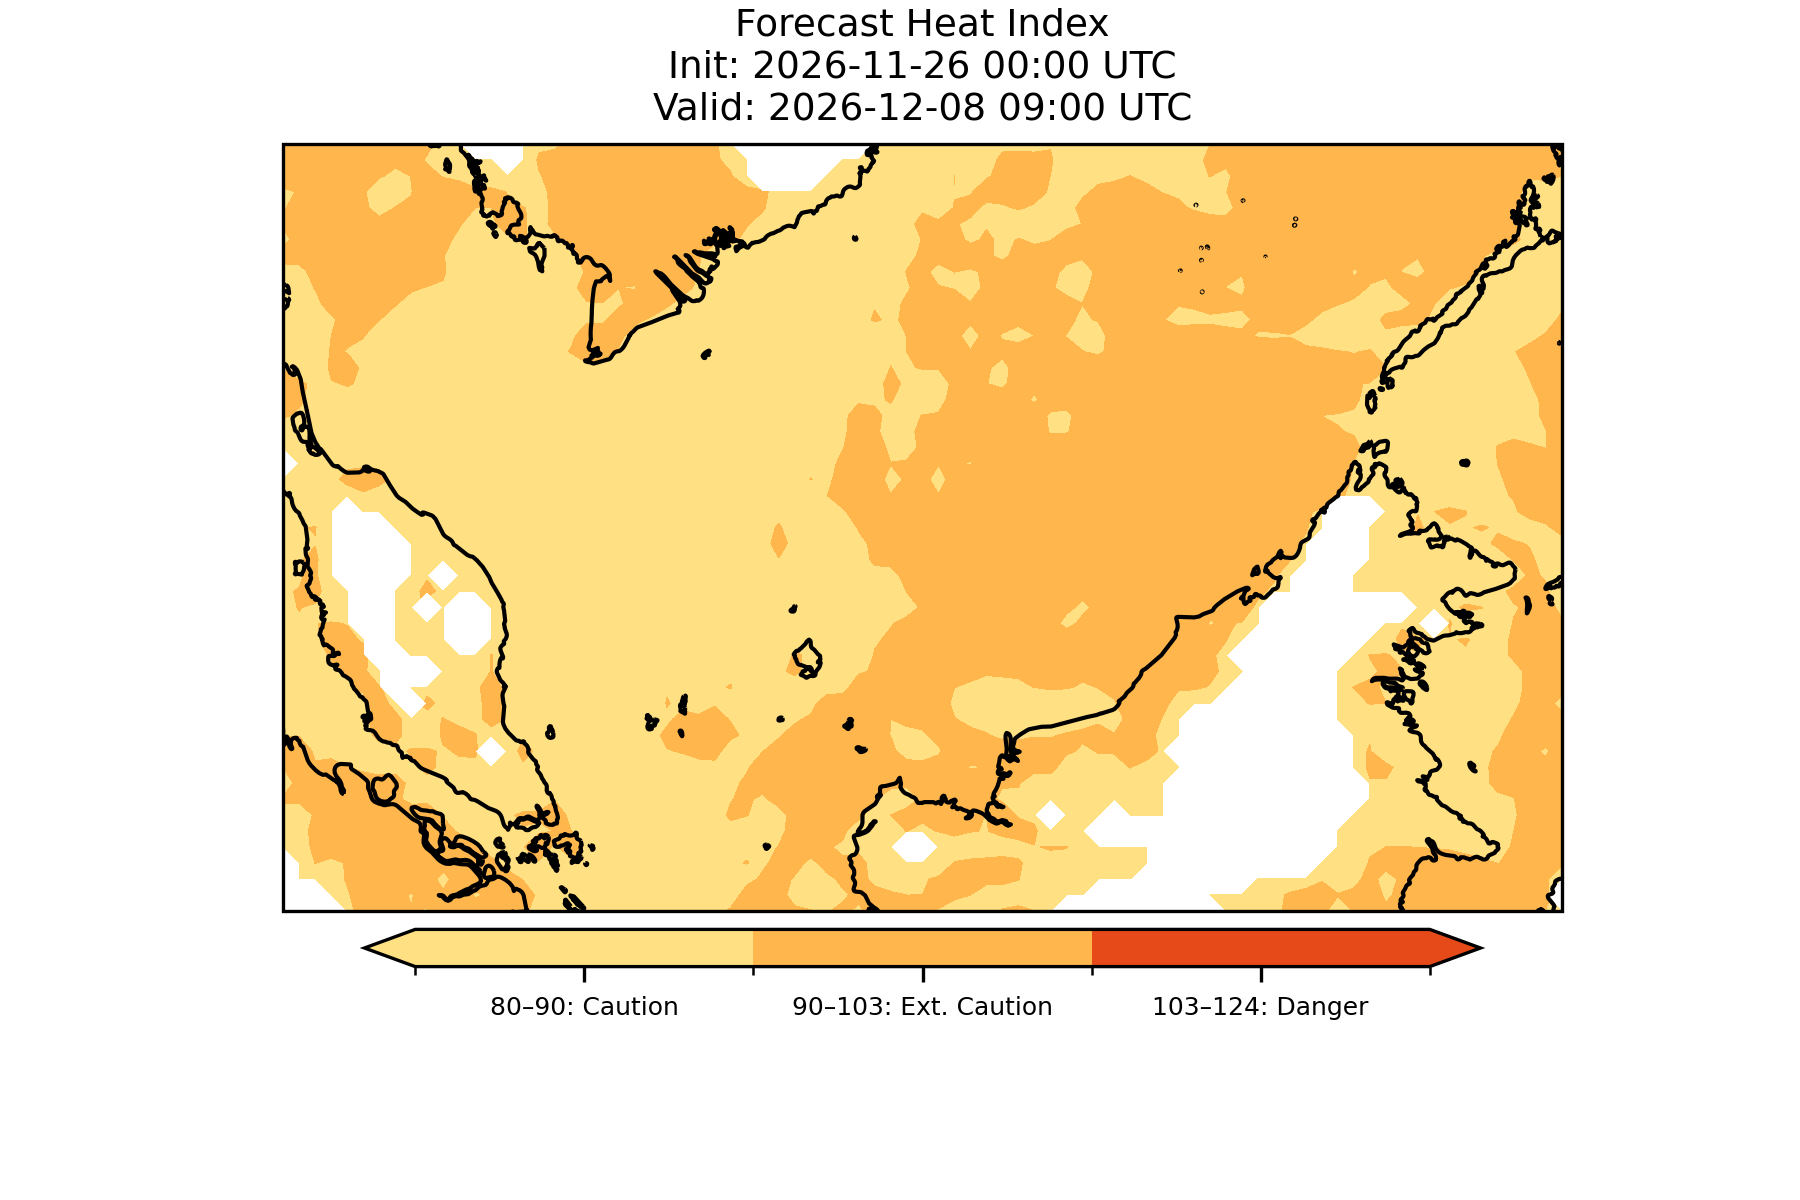 Forecast Heat Index
Init: 2026-11-26 00:00 UTC
Valid: 2026-12-08 09:00 UTC
80–90: Caution
90–103: Ext. Caution
103–124: Danger